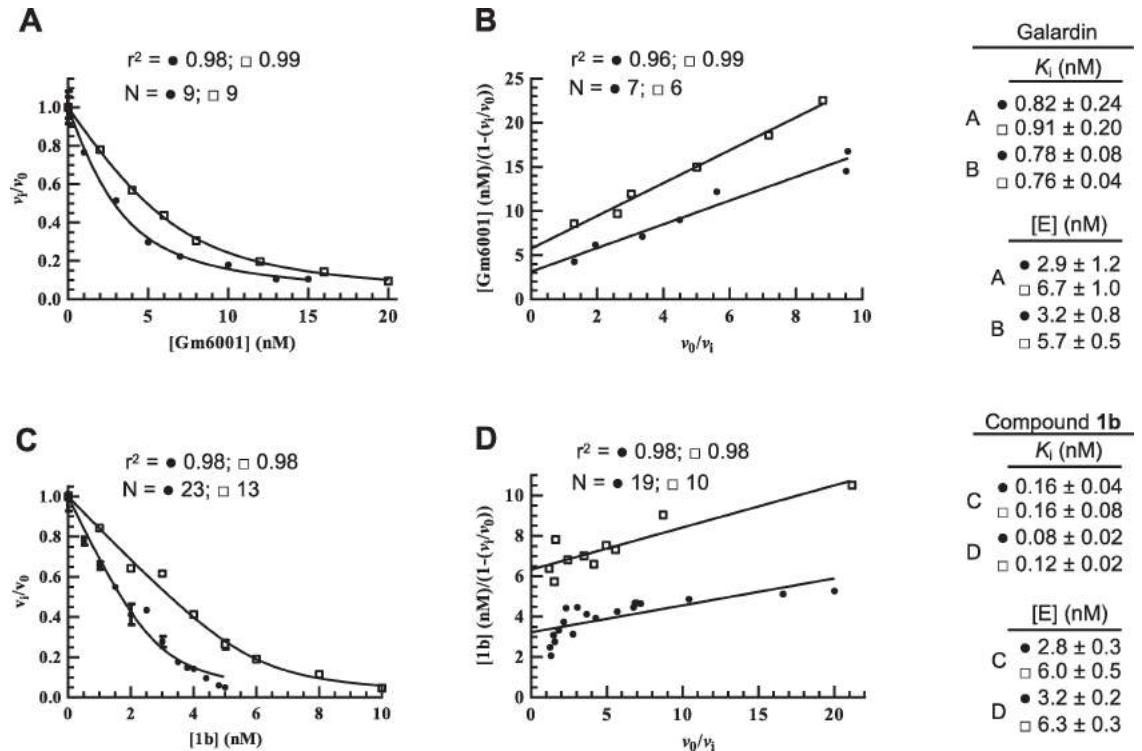 A
r² = ● 0.98; □ 0.99
N = ● 9; □ 9
1.0
0.8
0.6
0.4
0.2
0.0
vi/v0
0
5
10
15
20
[Gm6001] (nM)
B
r² = ● 0.96; □ 0.99
N = ● 7; □ 6
25
20
15
10
5
0
[Gm6001] (nM)/(1-(vi/v0))
0
2
4
6
8
10
v0/vi
Galardin
Ki (nM)
A
● 0.82 ± 0.24
□ 0.91 ± 0.20
B
● 0.78 ± 0.08
□ 0.76 ± 0.04
[E] (nM)
A
● 2.9 ± 1.2
□ 6.7 ± 1.0
B
● 3.2 ± 0.8
□ 5.7 ± 0.5
C
r² = ● 0.98; □ 0.98
N = ● 23; □ 13
1.0
0.8
0.6
0.4
0.2
0.0
vi/v0
0
2
4
6
8
10
[1b] (nM)
D
r² = ● 0.98; □ 0.98
N = ● 19; □ 10
10
8
6
4
2
0
[1b] (nM)/(1-(vi/v0))
0
5
10
15
20
v0/vi
Compound 1b
Ki (nM)
C
● 0.16 ± 0.04
□ 0.16 ± 0.08
D
● 0.08 ± 0.02
□ 0.12 ± 0.02
[E] (nM)
C
● 2.8 ± 0.3
□ 6.0 ± 0.5
D
● 3.2 ± 0.2
□ 6.3 ± 0.3